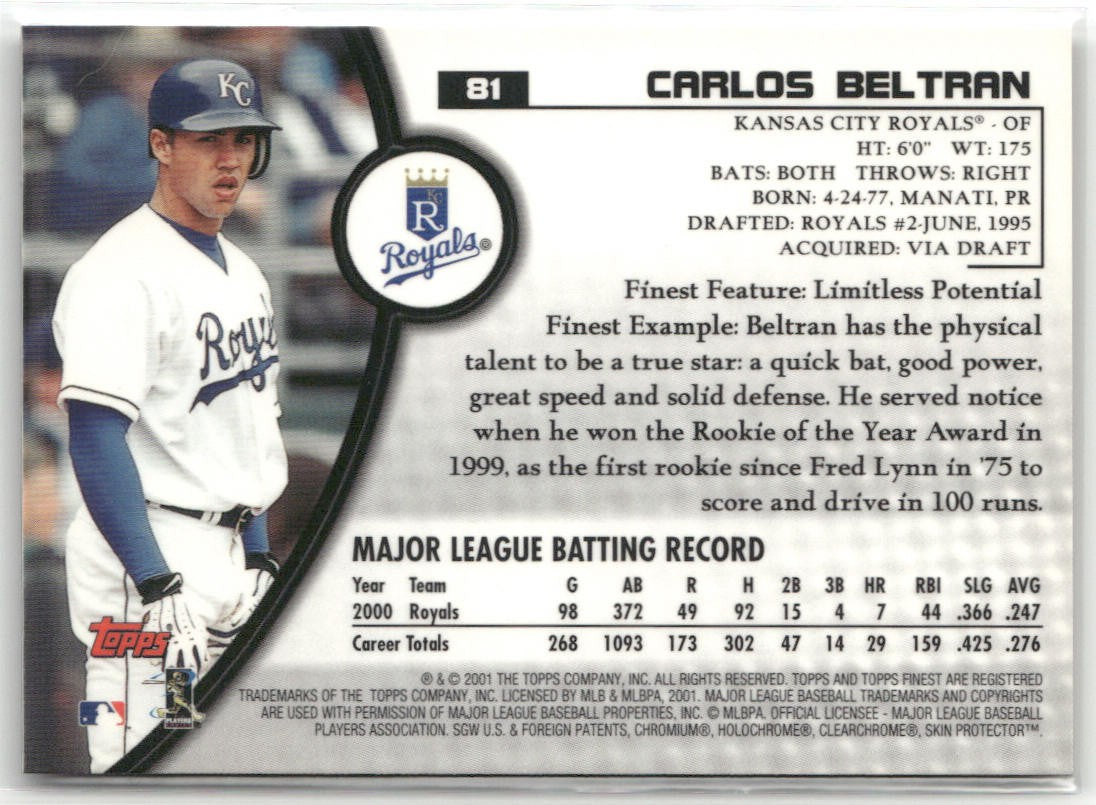 81 CARLOS BELTRAN
KANSAS CITY ROYALS® - OF
HT: 6'0" WT: 175
BATS: BOTH THROWS: RIGHT
BORN: 4-24-77, MANATI, PR
DRAFTED: ROYALS #2-JUNE, 1995
ACQUIRED: VIA DRAFT
KC
KC
R
Royals®
Royals
Finest Feature: Limitless Potential
Finest Example: Beltran has the physical
talent to be a true star: a quick bat, good power,
great speed and solid defense. He served notice
when he won the Rookie of the Year Award in
1999, as the first rookie since Fred Lynn in '75 to
score and drive in 100 runs.
MAJOR LEAGUE BATTING RECORD
Year Team G AB R H 2B 3B HR RBI SLG AVG
2000 Royals 98 372 49 92 15 4 7 44 .366 .247
Career Totals 268 1093 173 302 47 14 29 159 .425 .276
Topps
PLAYERS
® & © 2001 THE TOPPS COMPANY, INC. ALL RIGHTS RESERVED. TOPPS AND TOPPS FINEST ARE REGISTERED
TRADEMARKS OF THE TOPPS COMPANY, INC. LICENSED BY MLB & MLBPA, 2001. MAJOR LEAGUE BASEBALL TRADEMARKS AND COPYRIGHTS
ARE USED WITH PERMISSION OF MAJOR LEAGUE BASEBALL PROPERTIES, INC. © MLBPA. OFFICIAL LICENSEE - MAJOR LEAGUE BASEBALL
PLAYERS ASSOCIATION. SGW U.S. & FOREIGN PATENTS, CHROMIUM®, HOLOCHROME®, CLEARCHROME®, SKIN PROTECTOR™.